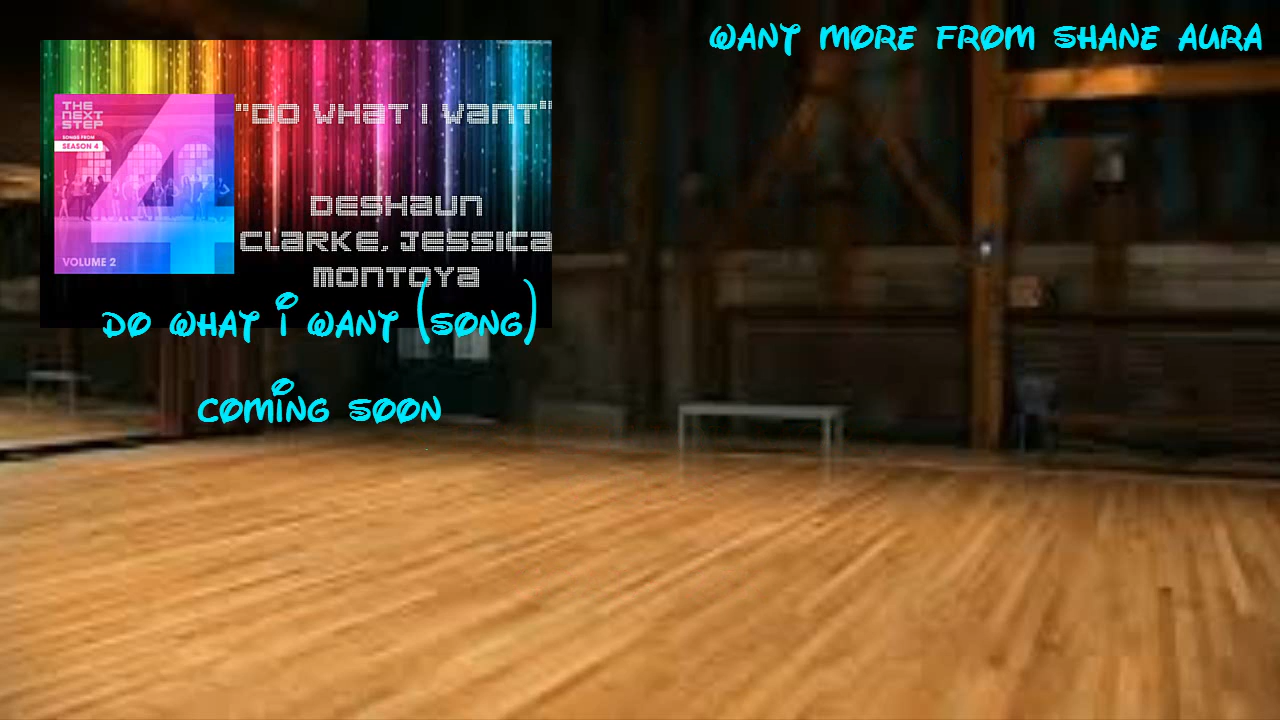 WANT MORE FROM SHANE AURA
THE
NEXT
STEP
SONGS FROM
SEASON 4
4
VOLUME 2
"DO WHAT I WANT"
DESHAUN
CLARKE, JESSICA
MONTOYA
DO WHAT I WANT (SONG)
COMING SOON